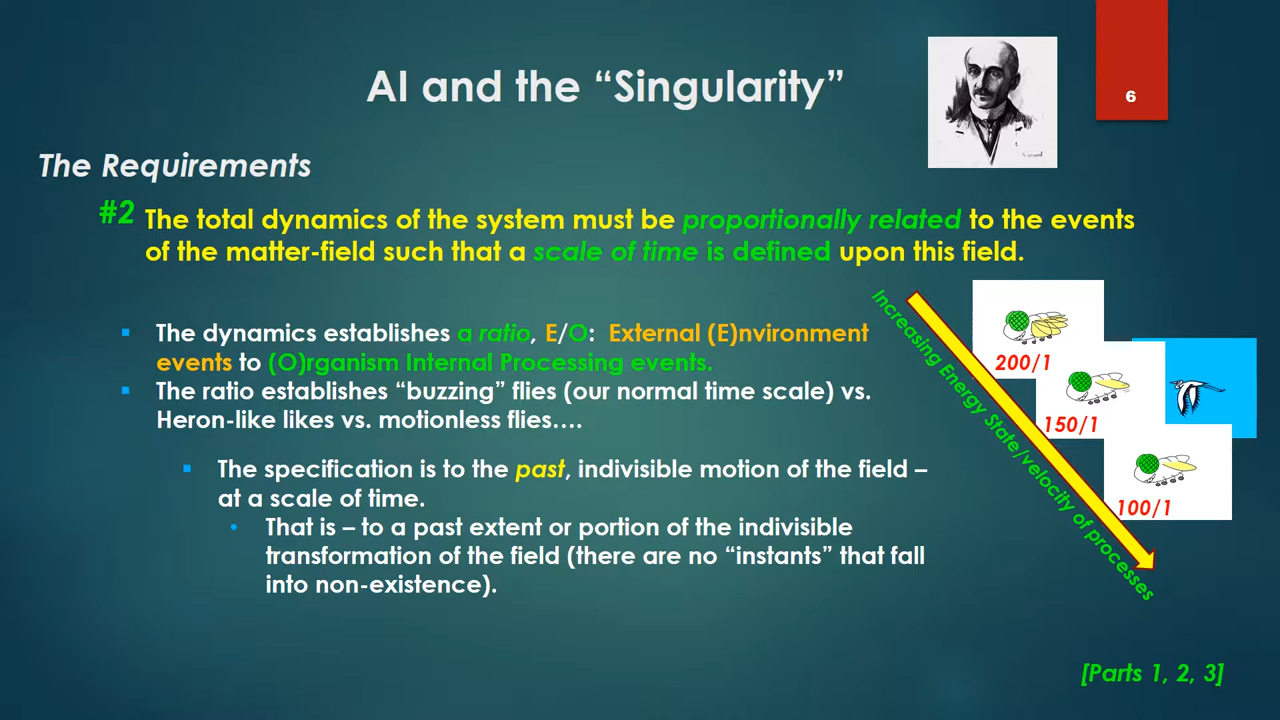 AI and the “Singularity”
6
The Requirements
#2 The total dynamics of the system must be proportionally related to the events
of the matter-field such that a scale of time is defined upon this field.
The dynamics establishes a ratio, E/O: External (E)nvironment
events to (O)rganism Internal Processing events.
The ratio establishes “buzzing” flies (our normal time scale) vs.
Heron-like likes vs. motionless flies….
The specification is to the past, indivisible motion of the field –
at a scale of time.
That is – to a past extent or portion of the indivisible
transformation of the field (there are no “instants” that fall
into non-existence).
Increasing Energy State/velocity of processes
200/1
150/1
100/1
[Parts 1, 2, 3]